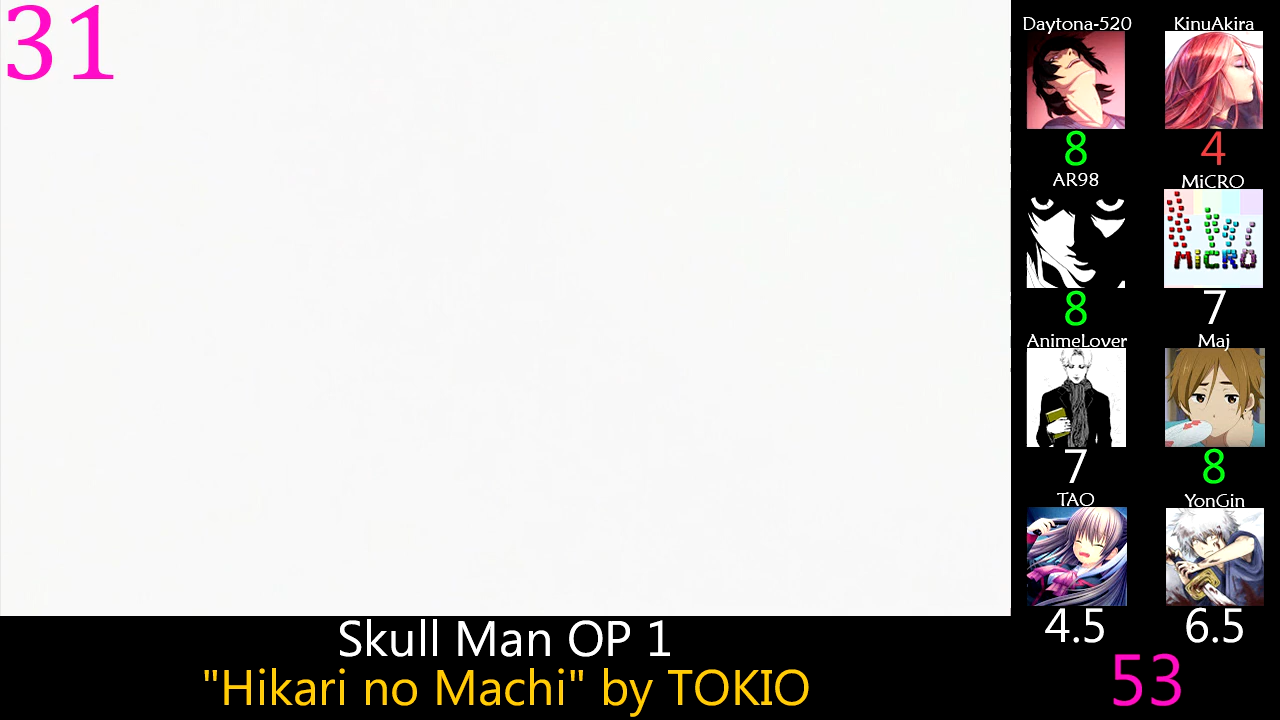 31
Daytona-520
KinuAkira
8
4
AR98
MiCRO
MiCRO
8
7
AnimeLover
Maj
7
8
TAO
YonGin
4.5
6.5
Skull Man OP 1
"Hikari no Machi" by TOKIO
53